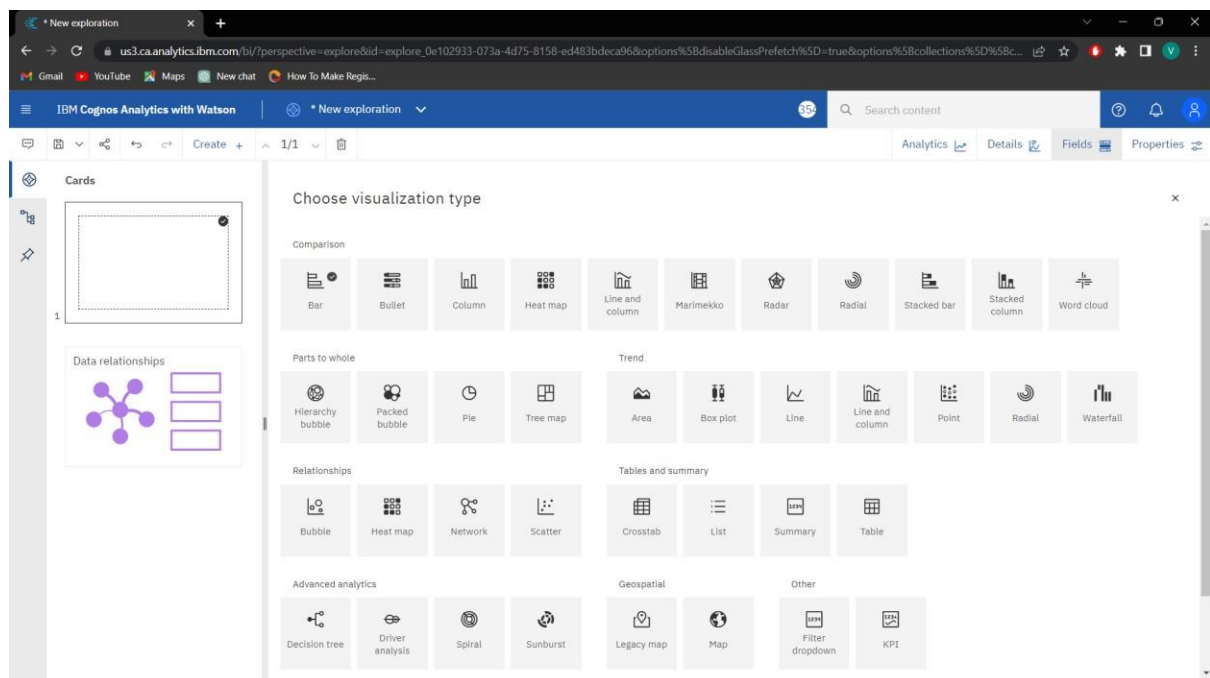 * New exploration
us3.ca.analytics.ibm.com/bi/?perspective=explore&id=explore_0e102933-073a-4d75-8158-ed483bdeca96&options%5BdisableGlassPrefetch%5D=true&options%5Bcollections%5D%5Bc...
V
Gmail YouTube Maps New chat How To Make Regis...
IBM Cognos Analytics with Watson * New exploration 354 Search content
Create + 1/1 Analytics Details Fields Properties
Cards
Choose visualization type
Comparison
Bar Bullet Column Heat map Line and column Marimekko Radar Radial Stacked bar Stacked column Word cloud
1
Data relationships
Parts to whole Trend
Hierarchy bubble Packed bubble Pie Tree map Area Box plot Line Line and column Point Radial Waterfall
Relationships Tables and summary
Bubble Heat map Network Scatter Crosstab List Summary Table
Advanced analytics Geospatial Other
Decision tree Driver analysis Spiral Sunburst Legacy map Map Filter dropdown KPI